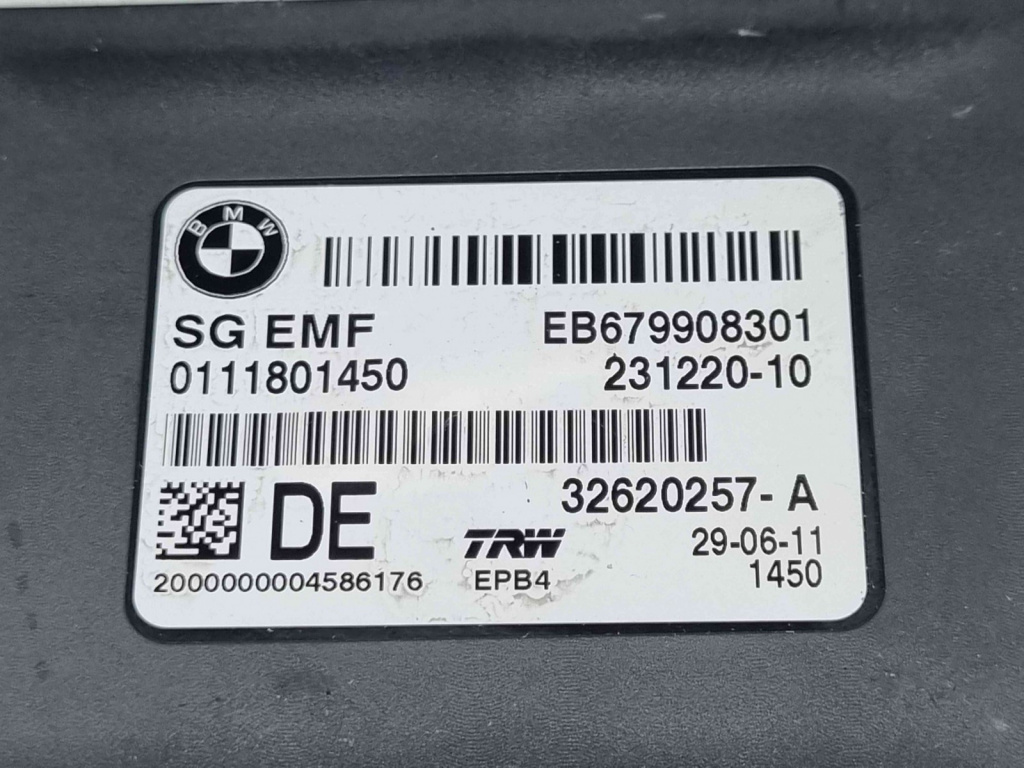 BMW
SG EMF EB679908301
0111801450 231220-10
DE 32620257- A
TRW 29-06-11
2000000004586176 EPB4 1450